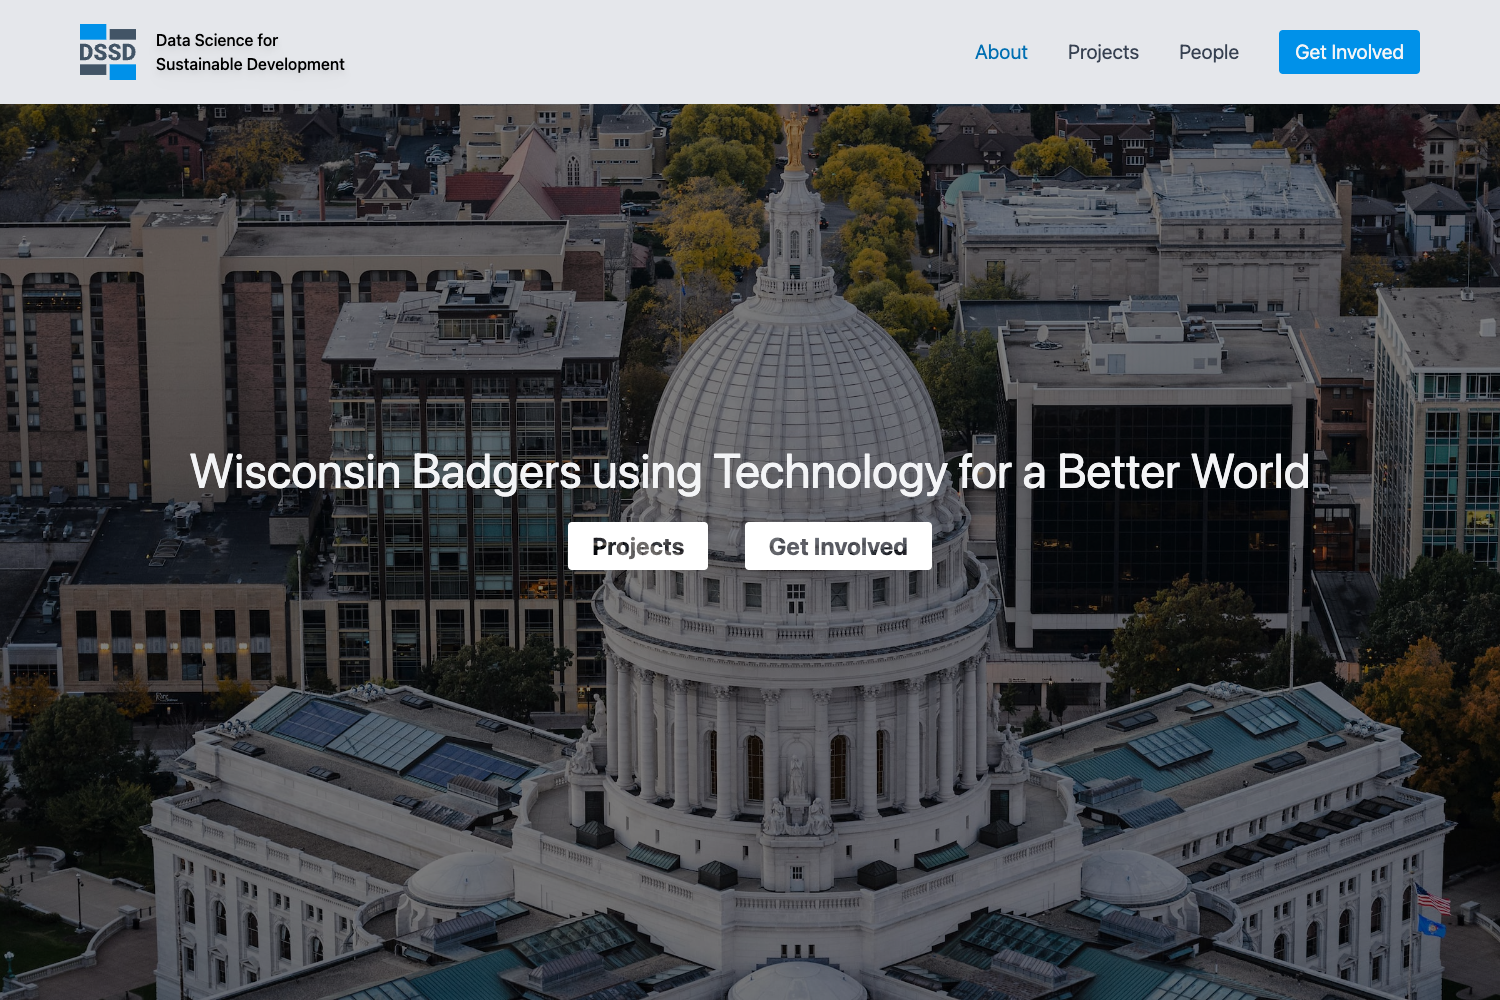 DSSD
Data Science for
Sustainable Development
About
Projects
People
Get Involved
Wisconsin Badgers using Technology for a Better World
Projects
Get Involved